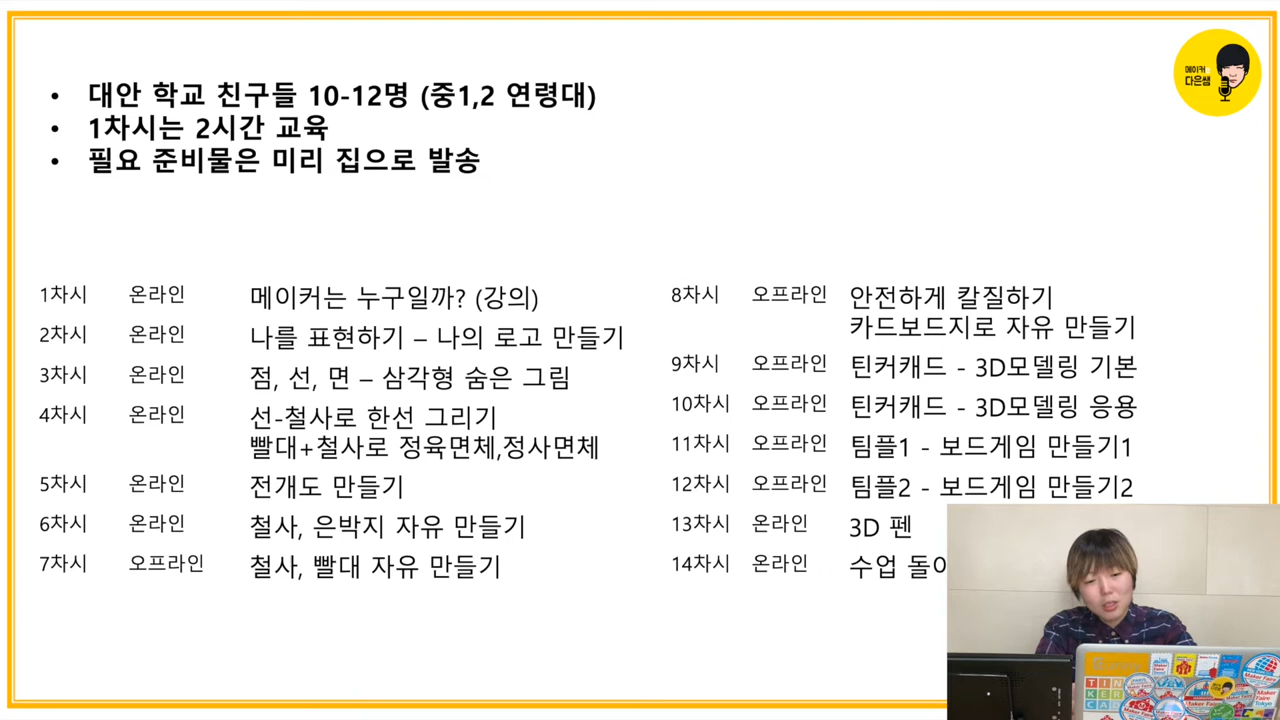 메이커 다은쌤
• 대안 학교 친구들 10-12명 (중1,2 연령대)
• 1차시는 2시간 교육
• 필요 준비물은 미리 집으로 발송
1차시 온라인 메이커는 누구일까? (강의)
2차시 온라인 나를 표현하기 – 나의 로고 만들기
3차시 온라인 점, 선, 면 – 삼각형 숨은 그림
4차시 온라인 선-철사로 한선 그리기
빨대+철사로 정육면체,정사면체
5차시 온라인 전개도 만들기
6차시 온라인 철사, 은박지 자유 만들기
7차시 오프라인 철사, 빨대 자유 만들기
8차시 오프라인 안전하게 칼질하기
카드보드지로 자유 만들기
9차시 오프라인 틴커캐드 - 3D모델링 기본
10차시 오프라인 틴커캐드 - 3D모델링 응용
11차시 오프라인 팀플1 - 보드게임 만들기1
12차시 오프라인 팀플2 - 보드게임 만들기2
13차시 온라인 3D 펜
14차시 온라인 수업
TIN
KER
CAD
Maker Faire
Maker Faire Tokyo